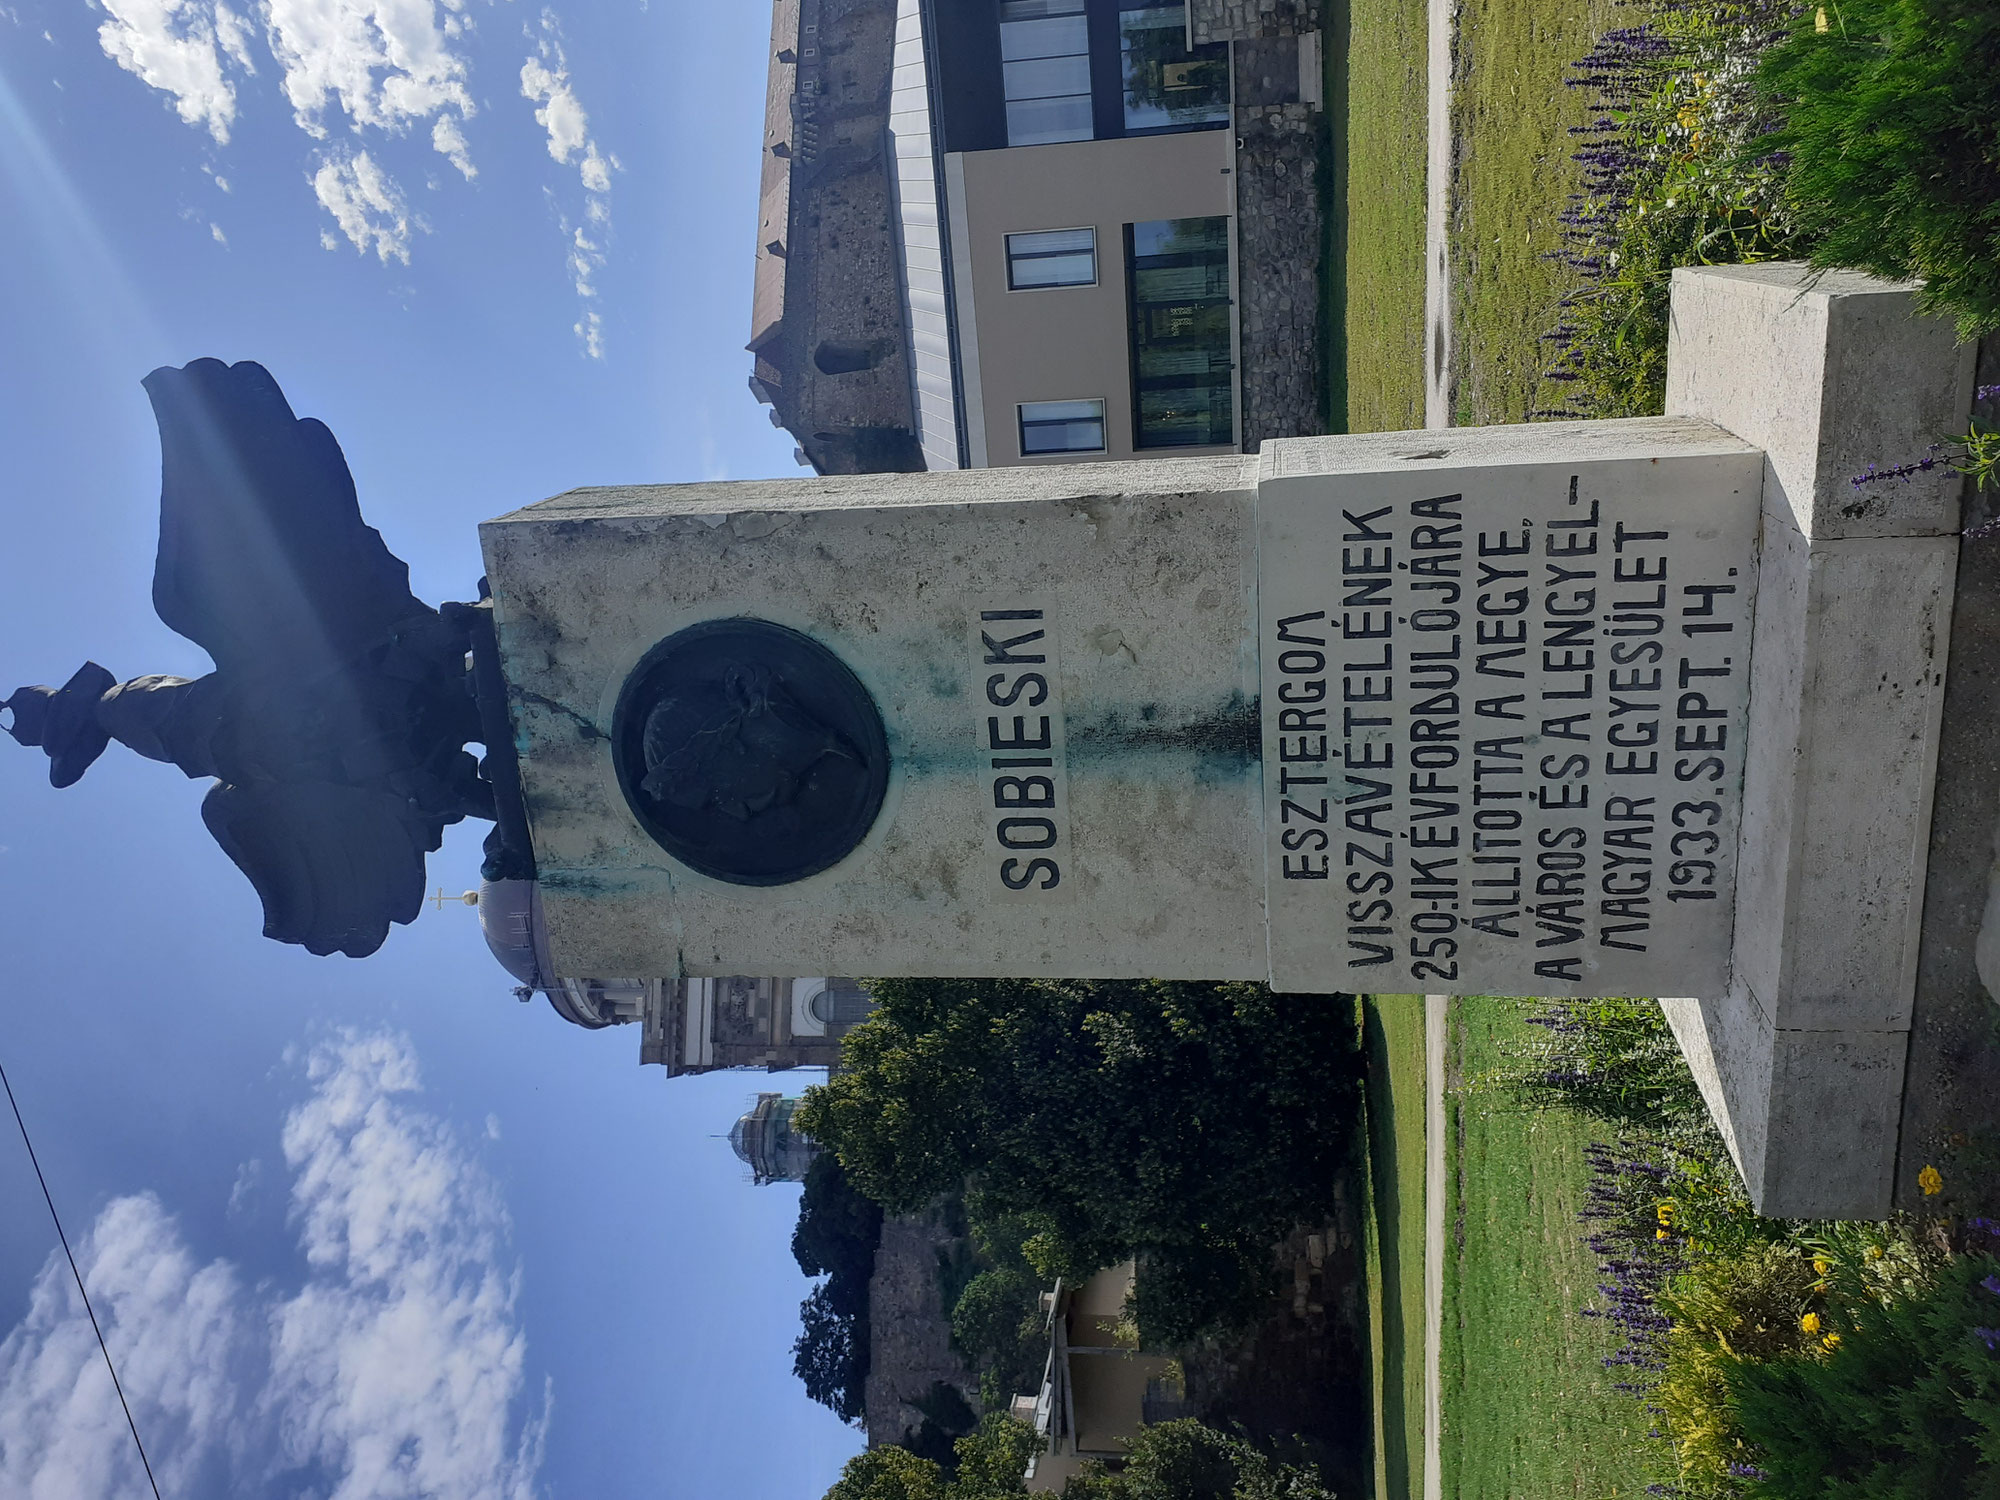 SOBIESKI
ESZTERGOM
VISSZAVÉTELÉNEK
250.-IK ÉVFORDULÓJÁRA
ÁLLITOTTA A MEGYE,
A VÁROS ÉS A LENGYEL–
MAGYAR EGYESÜLET
1933. SEPT. 14.